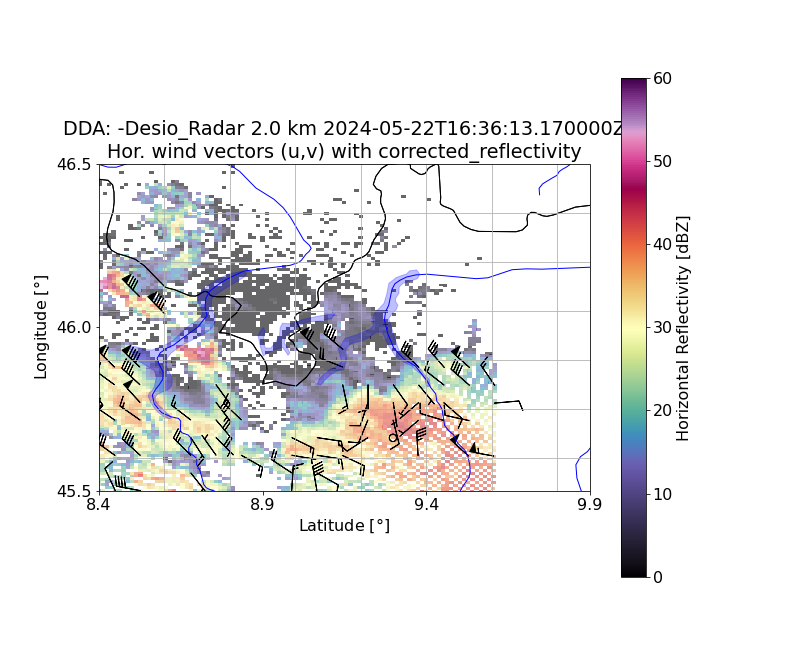 DDA: -Desio_Radar 2.0 km 2024-05-22T16:36:13.170000Z
Hor. wind vectors (u,v) with corrected_reflectivity
46.5
46.0
45.5
Longitude [°]
8.4 8.9 9.4 9.9
Latitude [°]
60
50
40
30
20
10
0
Horizontal Reflectivity [dBZ]